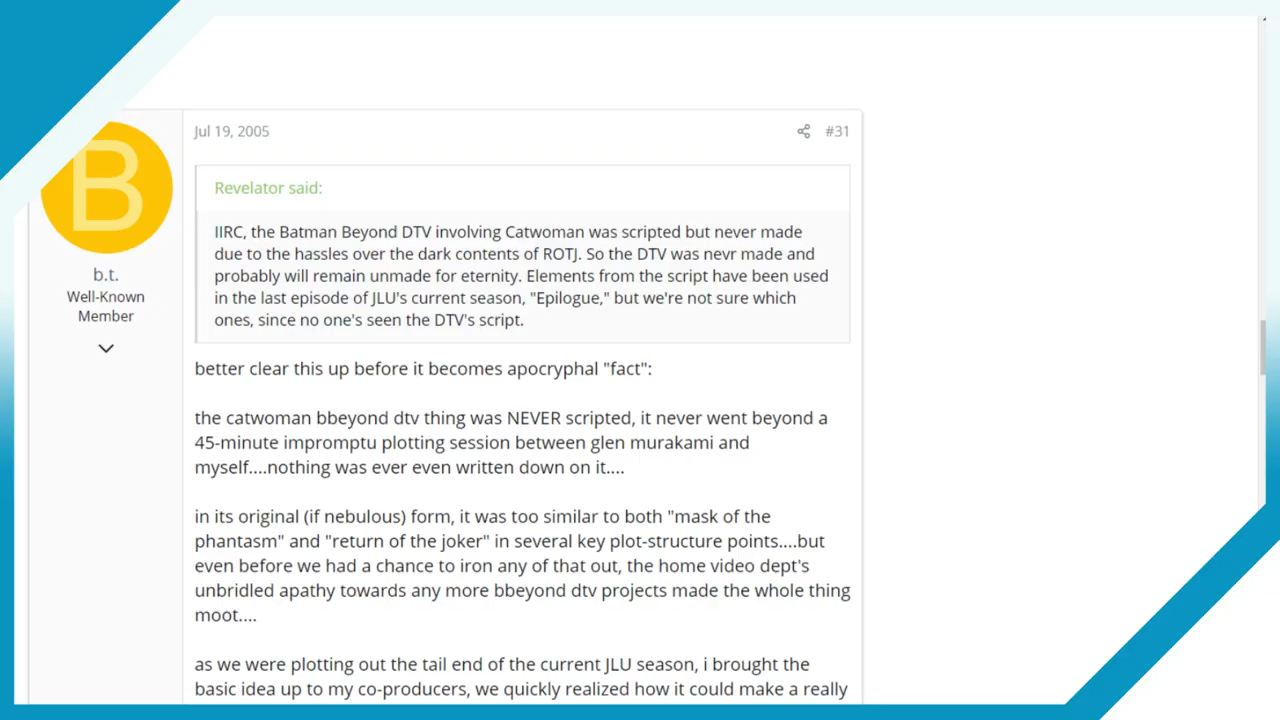 Jul 19, 2005
#31
B
Revelator said:
IIRC, the Batman Beyond DTV involving Catwoman was scripted but never made
due to the hassles over the dark contents of ROTJ. So the DTV was nevr made and
probably will remain unmade for eternity. Elements from the script have been used
in the last episode of JLU's current season, "Epilogue," but we're not sure which
ones, since no one's seen the DTV's script.
b.t.
Well-Known
Member
better clear this up before it becomes apocryphal "fact":
the catwoman bbeyond dtv thing was NEVER scripted, it never went beyond a
45-minute impromptu plotting session between glen murakami and
myself....nothing was ever even written down on it....
in its original (if nebulous) form, it was too similar to both "mask of the
phantasm" and "return of the joker" in several key plot-structure points....but
even before we had a chance to iron any of that out, the home video dept's
unbridled apathy towards any more bbeyond dtv projects made the whole thing
moot....
as we were plotting out the tail end of the current JLU season, i brought the
basic idea up to my co-producers, we quickly realized how it could make a really